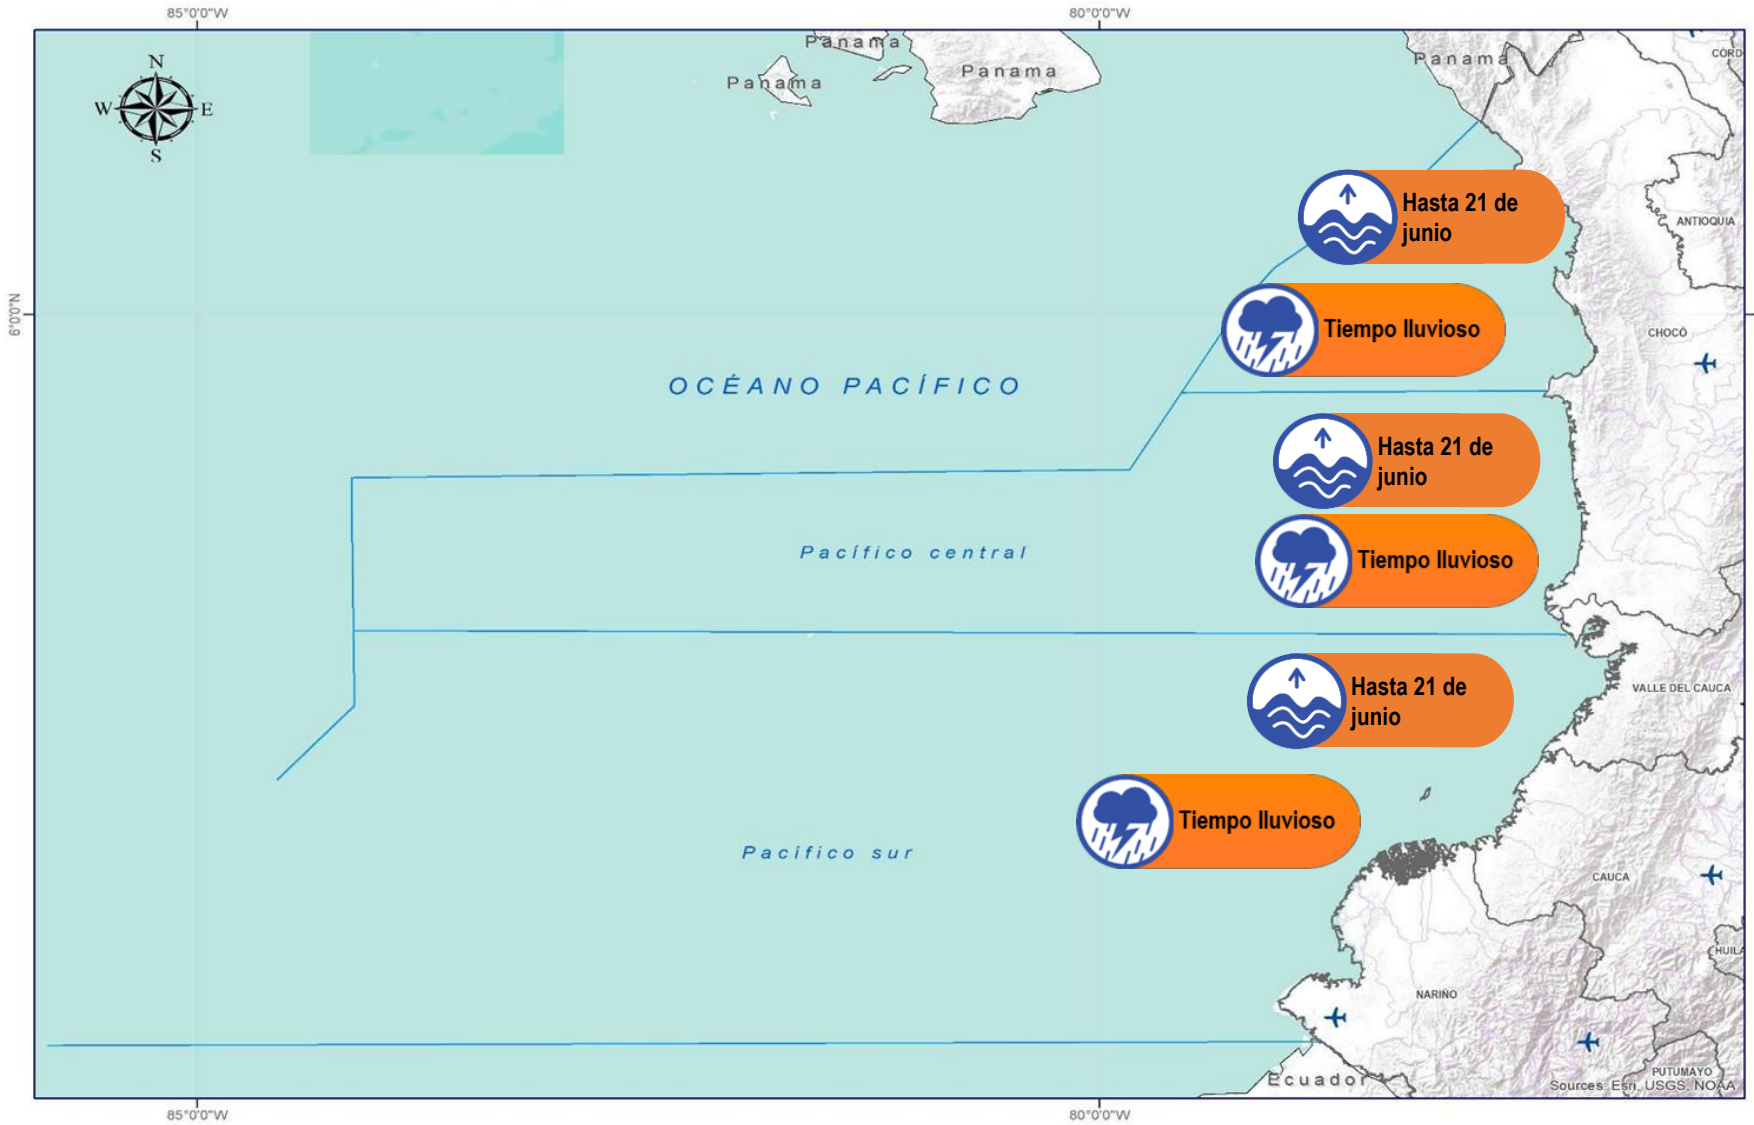 85°0'0"W
80°0'0"W
Panama
Panama
Panama
Panama
CÓRD
N
W
E
S
ANTIOQUIA
Hasta 21 de
junio
6°0'0"N
Tiempo lluvioso
CHOCÓ
OCÉANO PACÍFICO
Hasta 21 de
junio
Pacífico central
Tiempo lluvioso
Hasta 21 de
junio
VALLE DEL CAUCA
Tiempo lluvioso
Pacífico sur
CAUCA
HUILA
NARIÑO
PUTUMAYO
Ecuador
Sources: Esri, USGS, NOAA
85°0'0"W
80°0'0"W